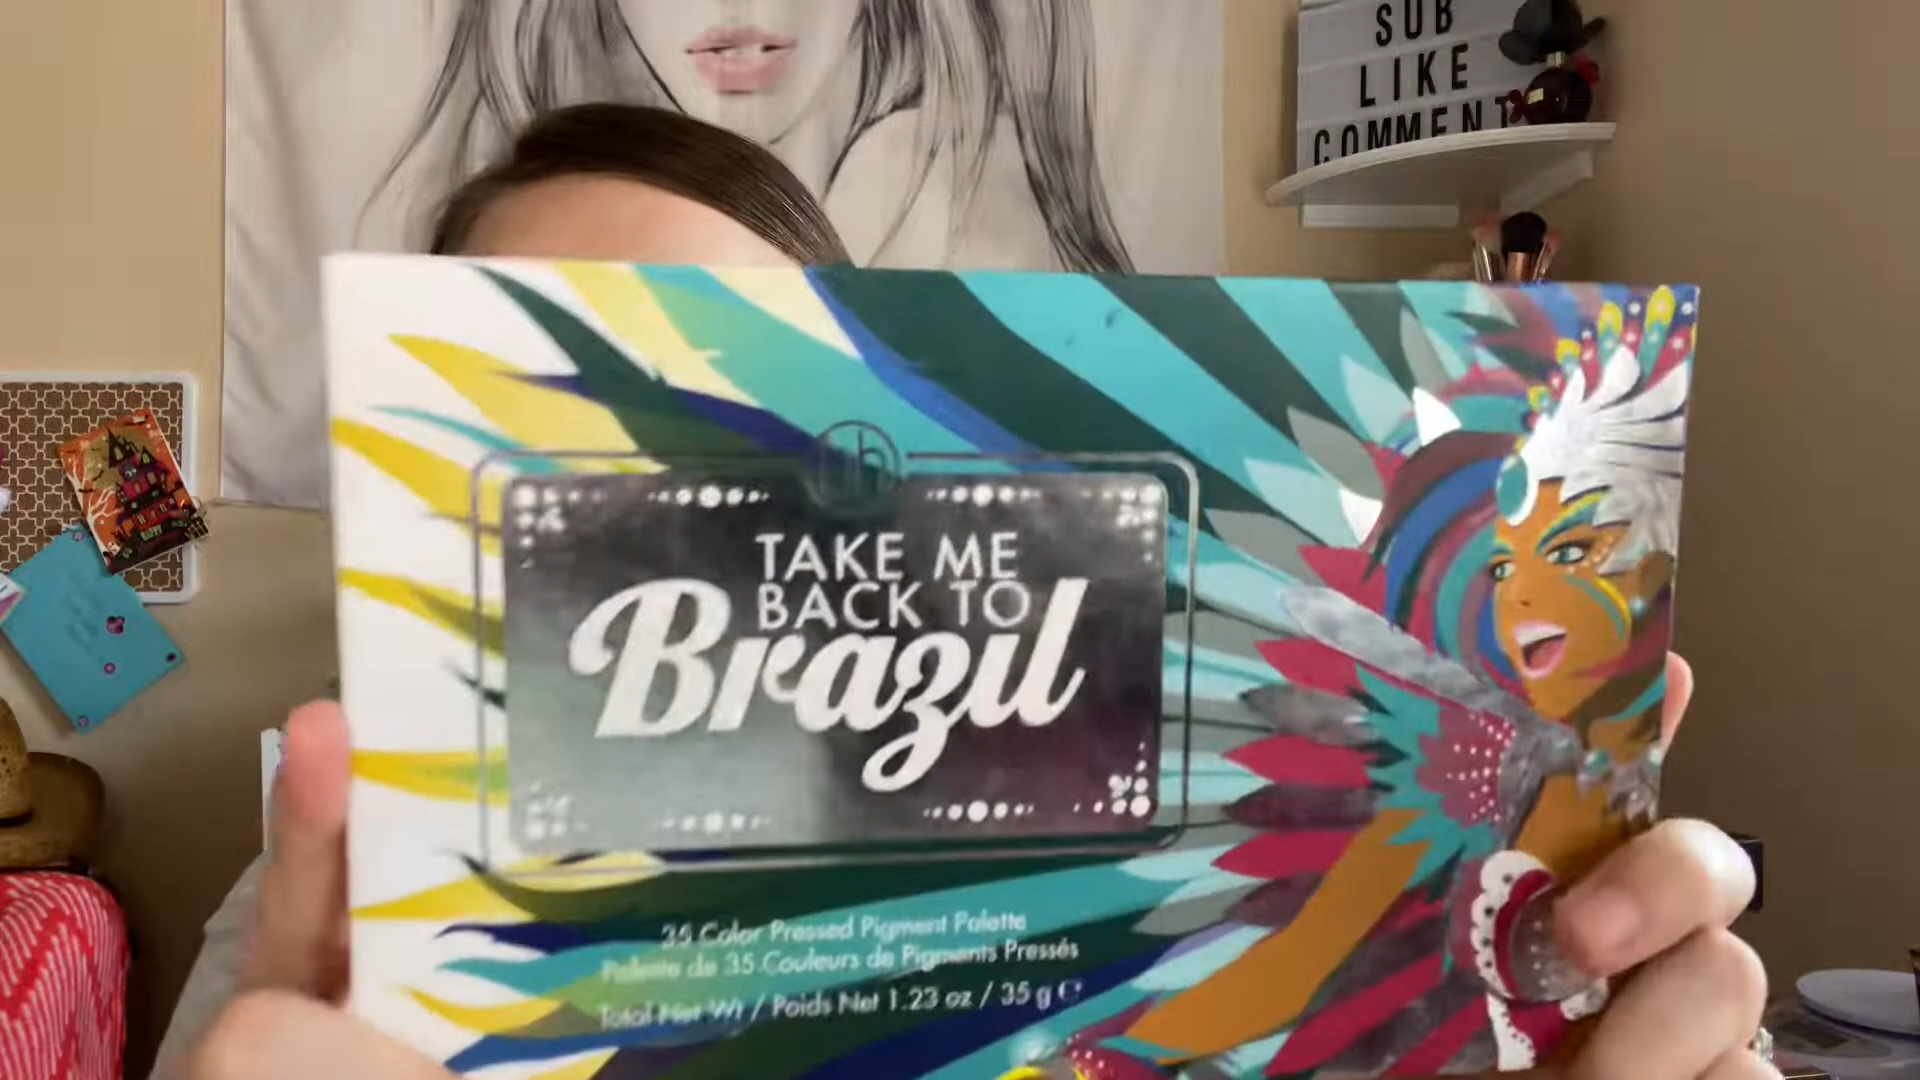 SUB
LIKE
COMMENT
TAKE ME
BACK TO
Brazil
35 Color Pressed Pigment Palette
Palette de 35 Couleurs de Pigments Pressés
Total Net Wt / Poids Net 1.23 oz / 35 g e